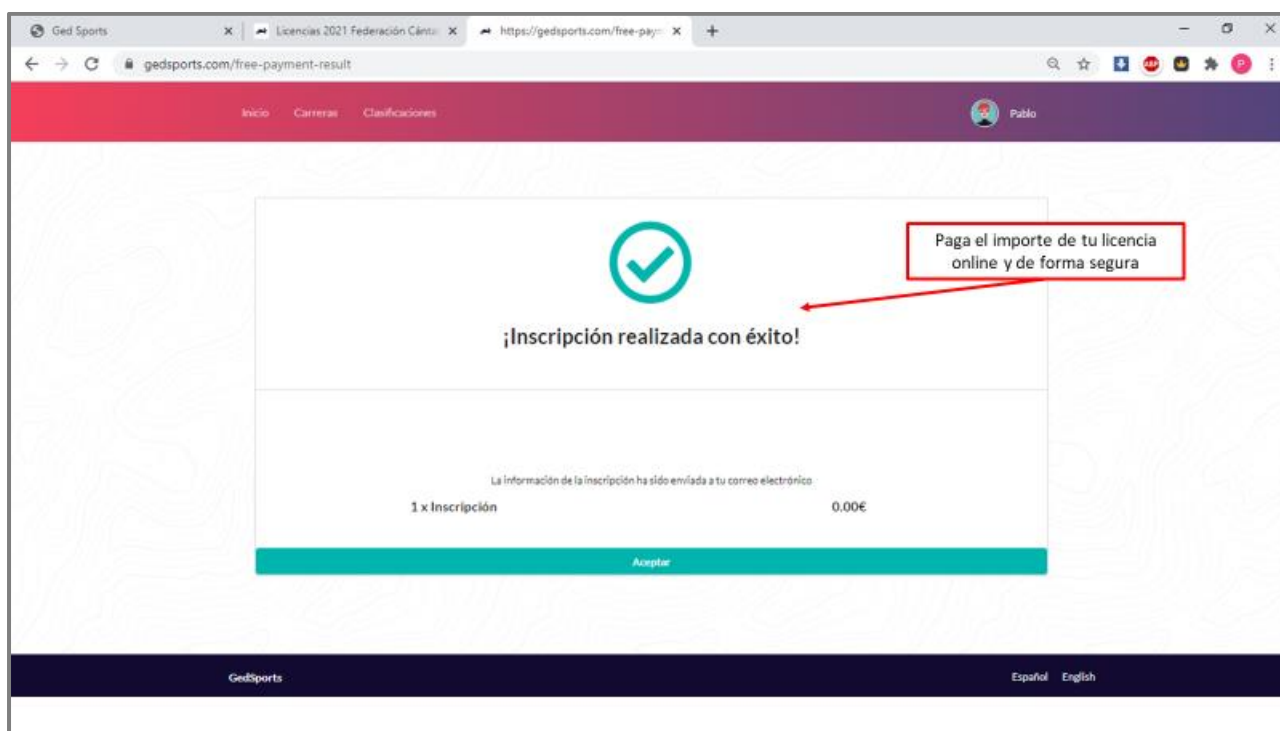 Ged Sports
Licencias 2021 Federación Cánta
https://gedsports.com/free-paym
gedsports.com/free-payment-result
Inicio Carreras Clasificaciones
Pablo
Paga el importe de tu licencia
online y de forma segura
¡Inscripción realizada con éxito!
La información de la inscripción ha sido enviada a tu correo electrónico
1 x Inscripción 0.00€
Aceptar
GedSports
Español English